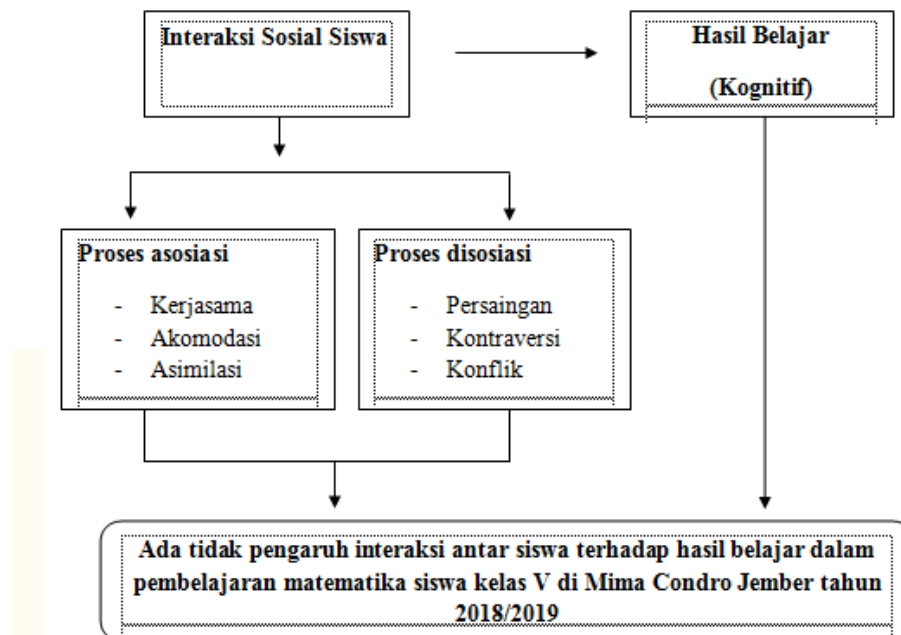 Interaksi Sosial Siswa
Hasil Belajar
(Kognitif)
Proses asosiasi
- Kerjasama
- Akomodasi
- Asimilasi
Proses disosiasi
- Persaingan
- Kontraversi
- Konflik
Ada tidak pengaruh interaksi antar siswa terhadap hasil belajar dalam
pembelajaran matematika siswa kelas V di Mima Condro Jember tahun
2018/2019